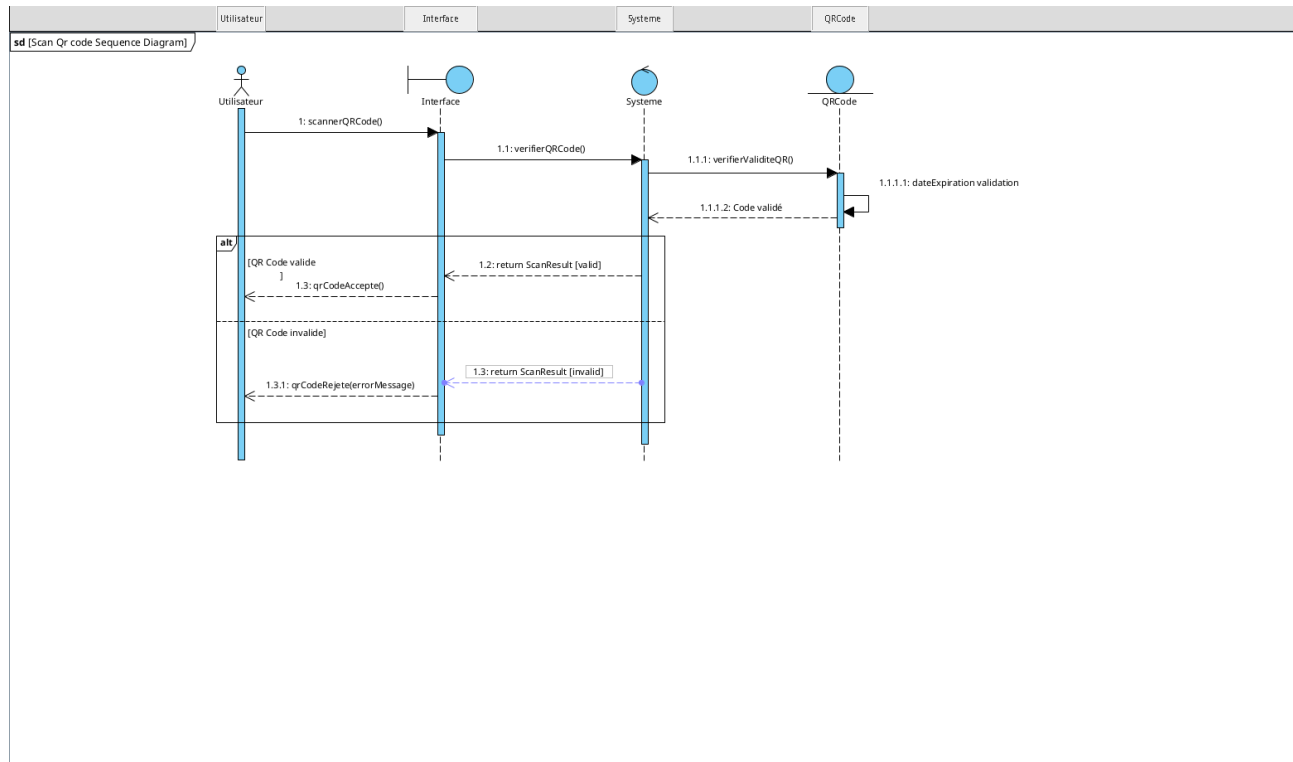 Utilisateur
Interface
Systeme
QRCode
sd [Scan Qr code Sequence Diagram]
Utilisateur
Interface
Systeme
QRCode
1: scannerQRCode()
1.1: verifierQRCode()
1.1.1: verifierValiditeQR()
1.1.1.1: dateExpiration validation
1.1.1.2: Code validé
alt
[QR Code valide
]
1.2: return ScanResult [valid]
1.3: qrCodeAccepte()
[QR Code invalide]
1.3: return ScanResult [invalid]
1.3.1: qrCodeRejete(errorMessage)